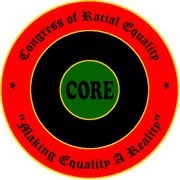 Congress of Racial Equality
CORE
"Making Equality A Reality"